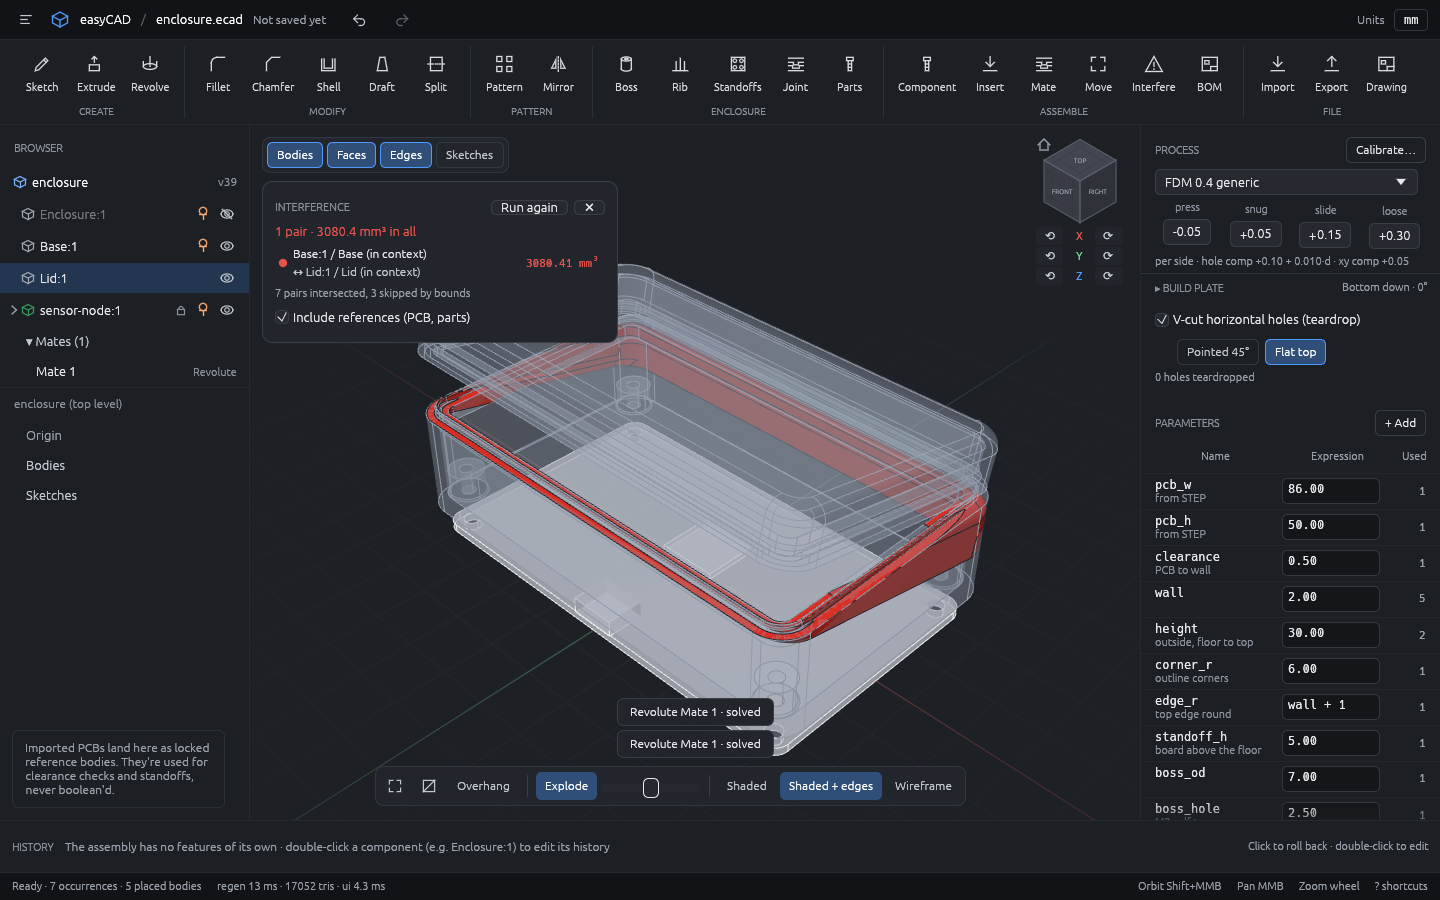 easyCAD / enclosure.ecad Not saved yet
Units mm
Sketch Extrude Revolve
CREATE
Fillet Chamfer Shell Draft Split
MODIFY
Pattern Mirror
PATTERN
Boss Rib Standoffs Joint Parts
ENCLOSURE
Component Insert Mate Move Interfere BOM
ASSEMBLE
Import Export Drawing
FILE
BROWSER
enclosure v39
Enclosure:1
Base:1
Lid:1
sensor-node:1
Mates (1)
Mate 1 Revolute
enclosure (top level)
Origin
Bodies
Sketches
Imported PCBs land here as locked
reference bodies. They're used for
clearance checks and standoffs,
never boolean'd.
Bodies Faces Edges Sketches
INTERFERENCE Run again ✕
1 pair · 3080.4 mm³ in all
Base:1 / Base (in context)
↔ Lid:1 / Lid (in context)
3080.41 mm³
7 pairs intersected, 3 skipped by bounds
Include references (PCB, parts)
TOP
FRONT RIGHT
X
Y
Z
Revolute Mate 1 · solved
Revolute Mate 1 · solved
Overhang Explode Shaded Shaded + edges Wireframe
PROCESS Calibrate...
FDM 0.4 generic
press snug slide loose
-0.05 +0.05 +0.15 +0.30
per side · hole comp +0.10 + 0.010·d · xy comp +0.05
BUILD PLATE Bottom down · 0°
V-cut horizontal holes (teardrop)
Pointed 45° Flat top
0 holes teardropped
PARAMETERS + Add
Name Expression Used
pcb_w 86.00 1
from STEP
pcb_h 50.00 1
from STEP
clearance 0.50 1
PCB to wall
wall 2.00 5
height 30.00 2
outside, floor to top
corner_r 6.00 1
outline corners
edge_r wall + 1 1
top edge round
standoff_h 5.00 1
board above the floor
boss_od 7.00 1
boss_hole 2.50 1
HISTORY The assembly has no features of its own · double-click a component (e.g. Enclosure:1) to edit its history
Click to roll back · double-click to edit
Ready · 7 occurrences · 5 placed bodies regen 13 ms · 17052 tris · ui 4.3 ms
Orbit Shift+MMB Pan MMB Zoom wheel ? shortcuts